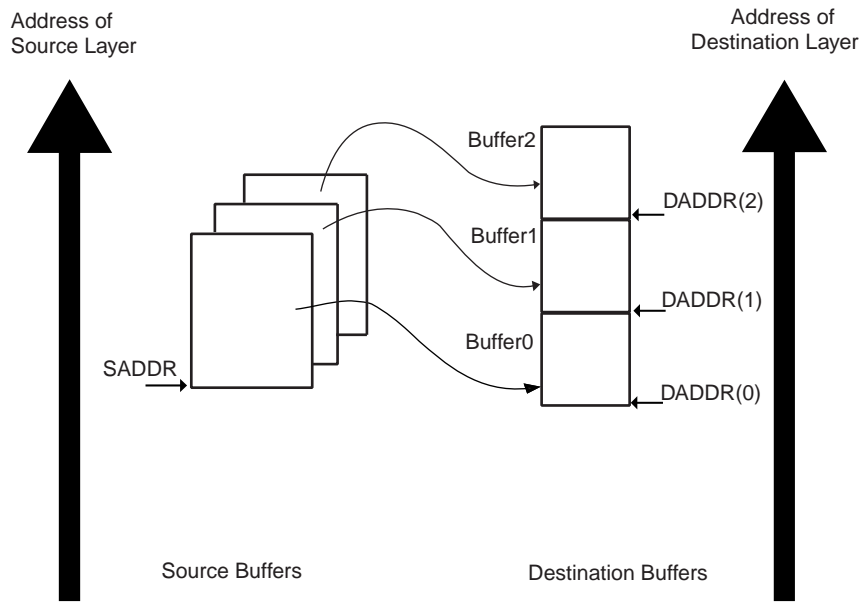 Address of
Source Layer
Address of
Destination Layer
Buffer2
DADDR(2)
Buffer1
DADDR(1)
Buffer0
SADDR
DADDR(0)
Source Buffers
Destination Buffers